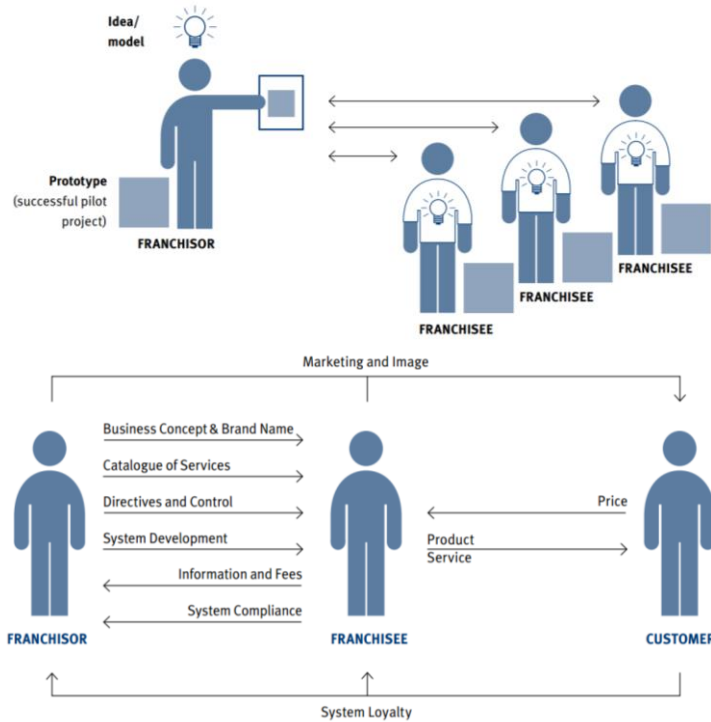 Idea/
model
Prototype
(successful pilot
project)
FRANCHISOR
FRANCHISEE
FRANCHISEE
FRANCHISEE
Marketing and Image
Business Concept & Brand Name
Catalogue of Services
Directives and Control
System Development
Information and Fees
System Compliance
Price
Product
Service
FRANCHISOR
FRANCHISEE
CUSTOMER
System Loyalty